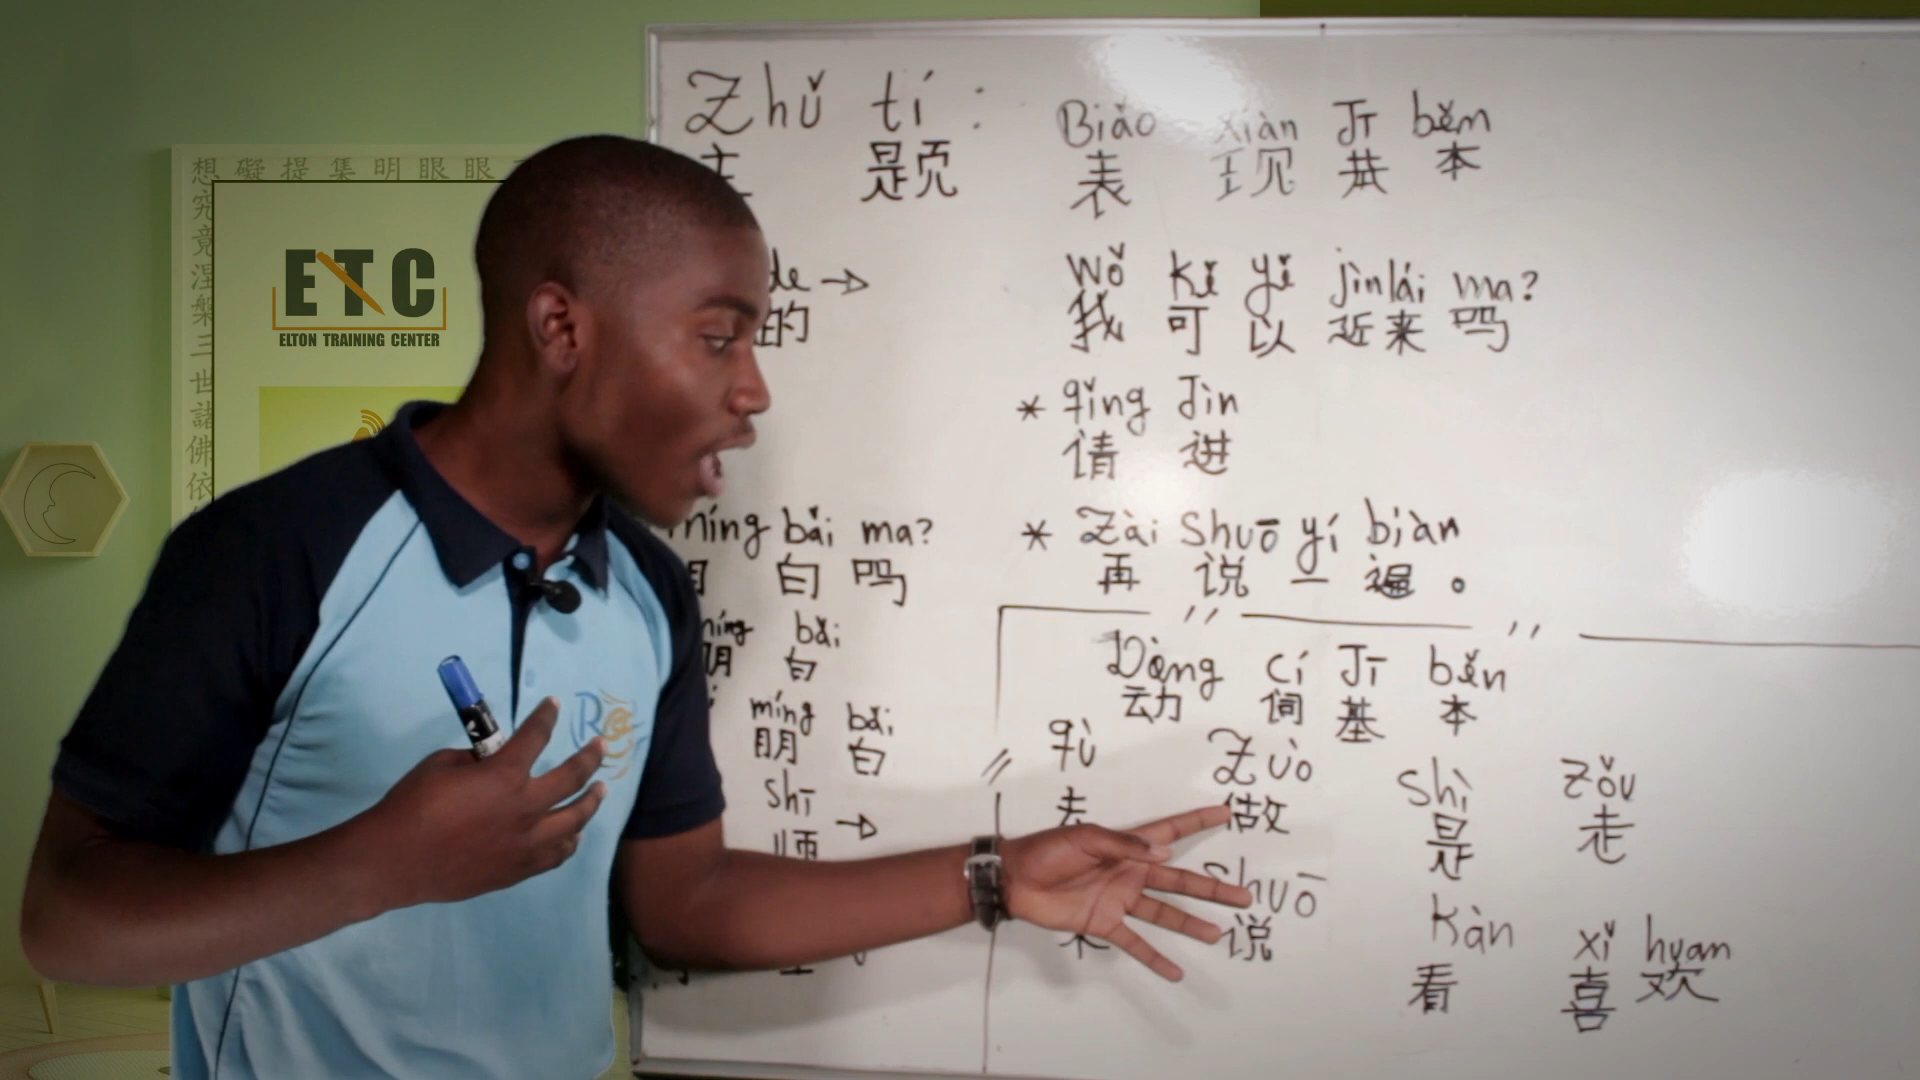 Zhǔ tí : Biǎo xiàn Jī běn
题 表 现 本
de → wǒ kě yǐ jìnlái ma?
的 我 可 以 近 来 吗
* qǐng Jìn
请 进
míng bái ma? * Zài Shuō yí biàn
白 吗 再 说 一 遍 。
míng bái
明 白
míng bái
明 白
shī →
师
Dòng cí Jī běn
动 词 基 本
qù Zuò Shì Zǒu
去 做 是 走
Shuō Kàn xǐ huan
说 看 喜 欢
想 礙 提 集 明 眼 眼
究
竟
涅
槃
三
世
諸
佛
依
ETC
ELTON TRAINING CENTER